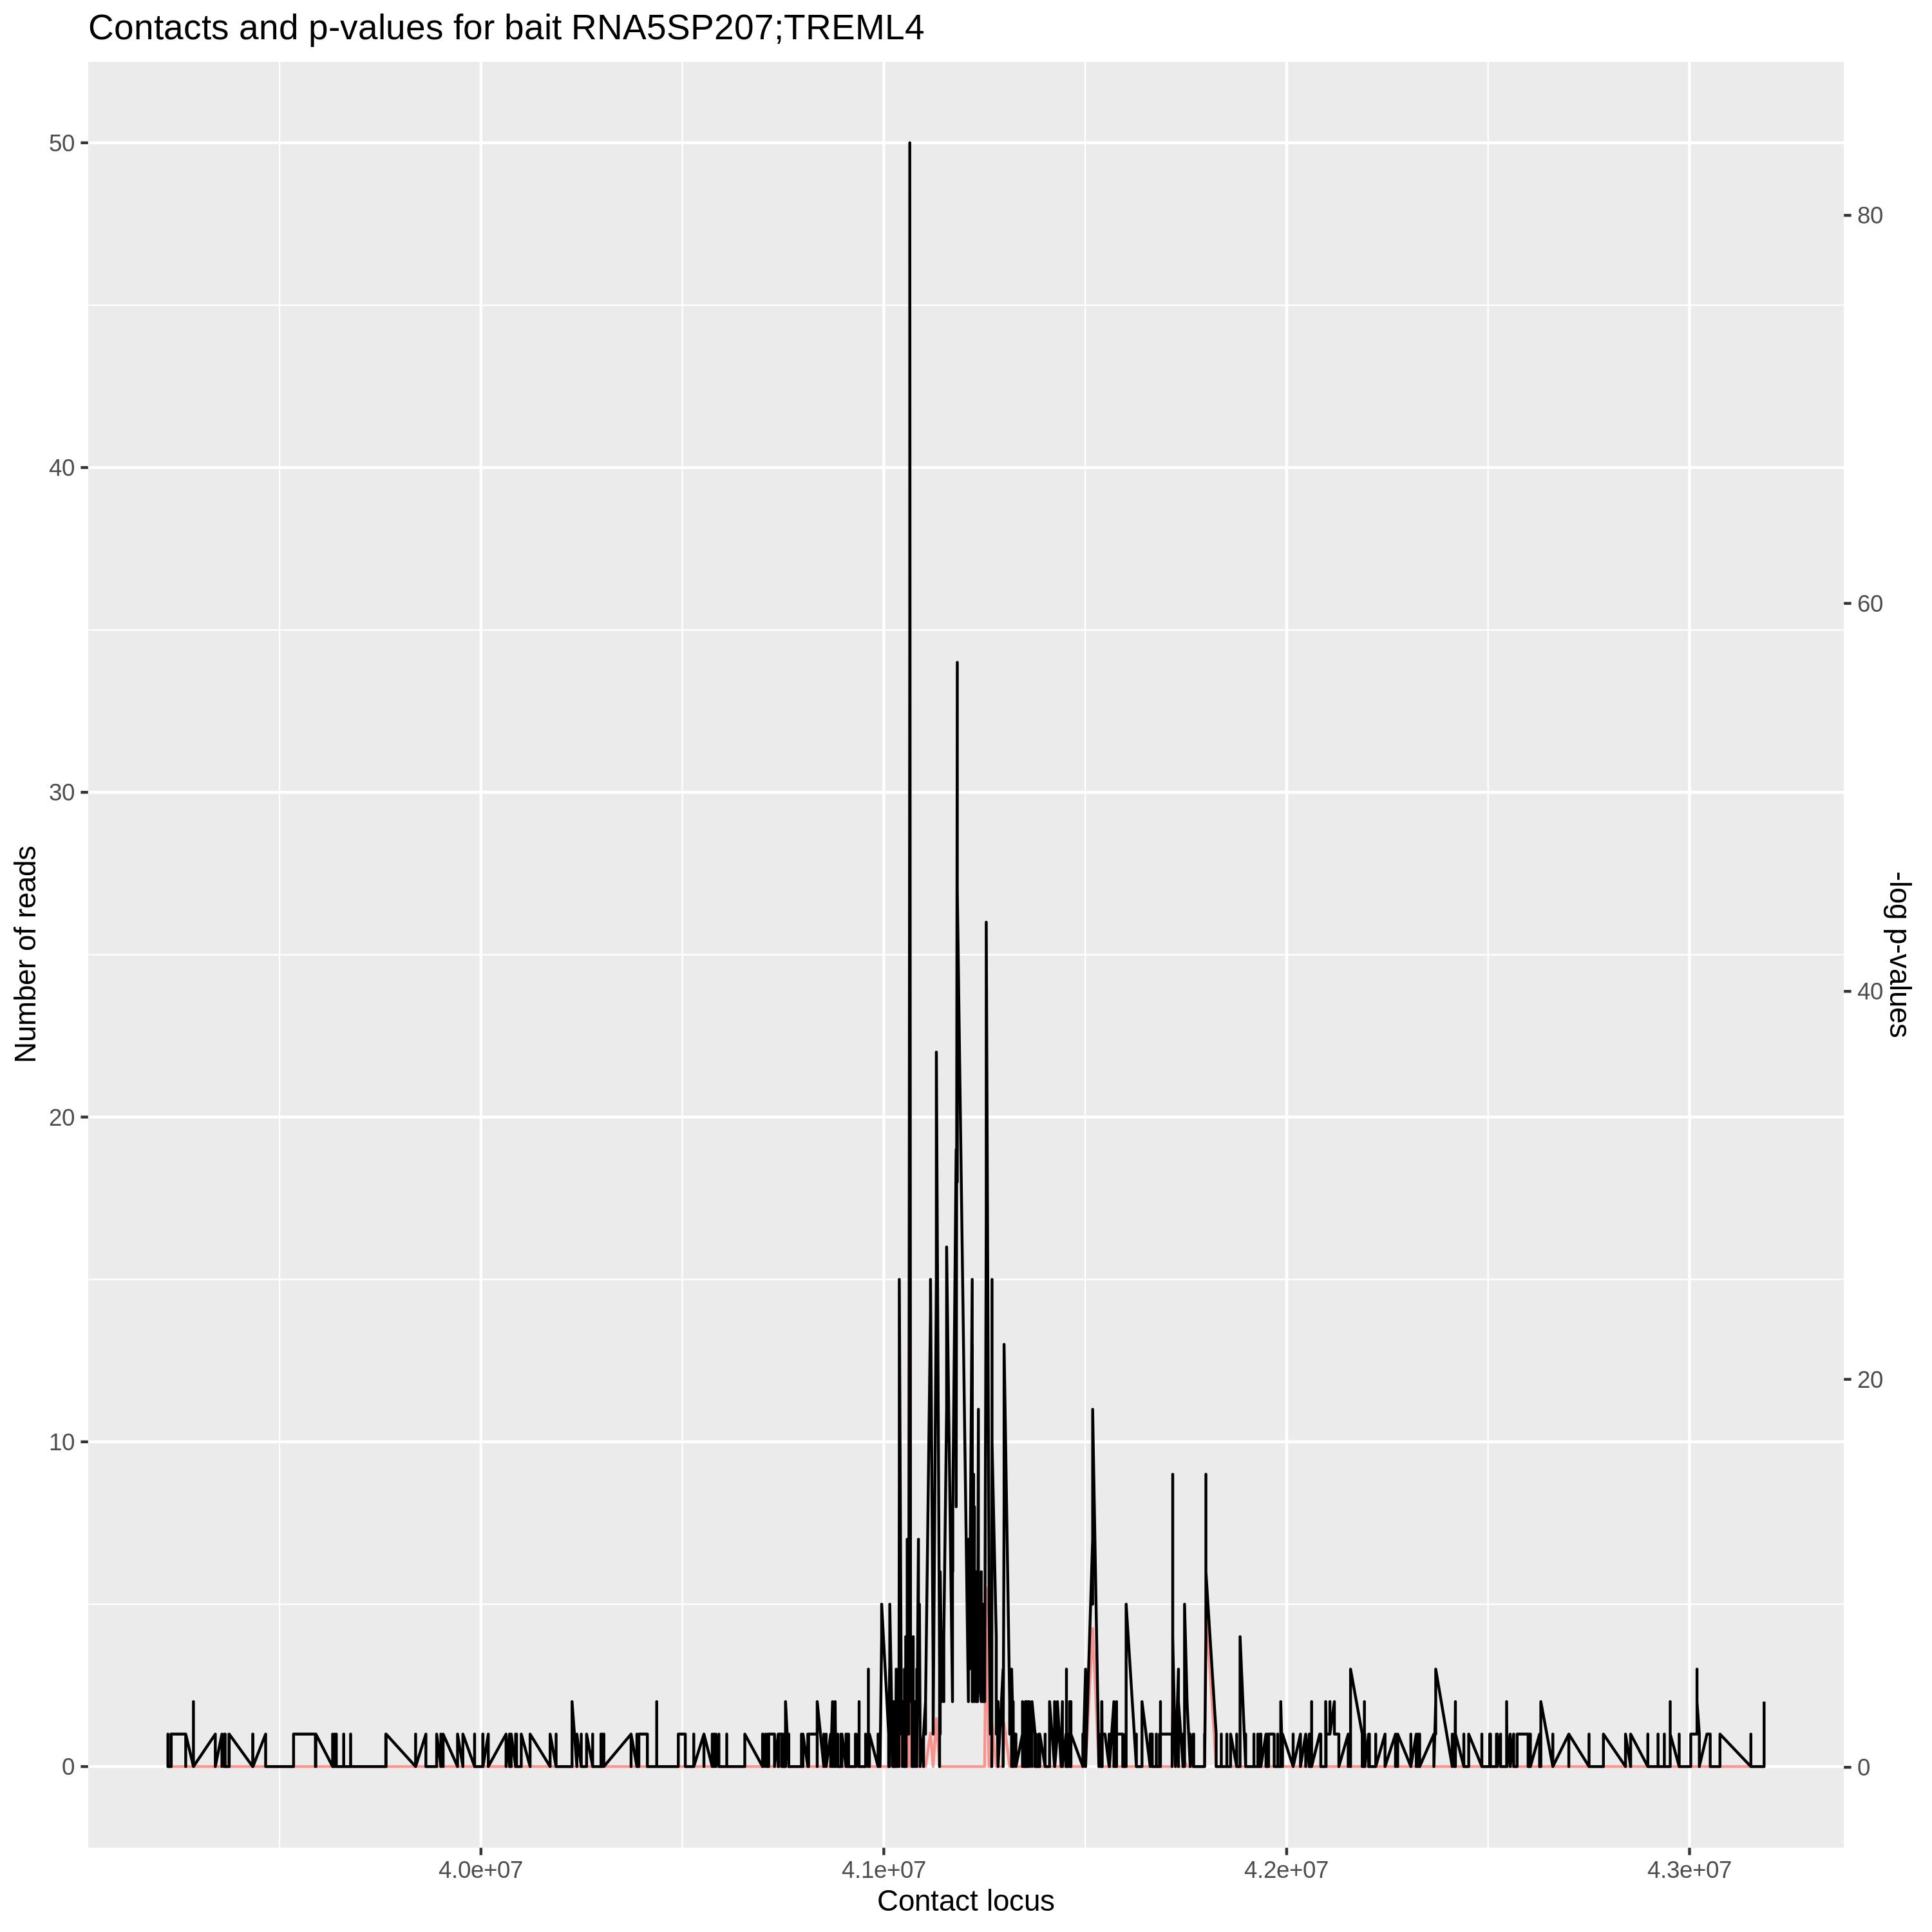 Contacts and p-values for bait RNA5SP207;TREML4
50
40
30
20
10
0
Number of reads
80
60
40
20
0
-log p-values
4.0e+07 4.1e+07 4.2e+07 4.3e+07
Contact locus